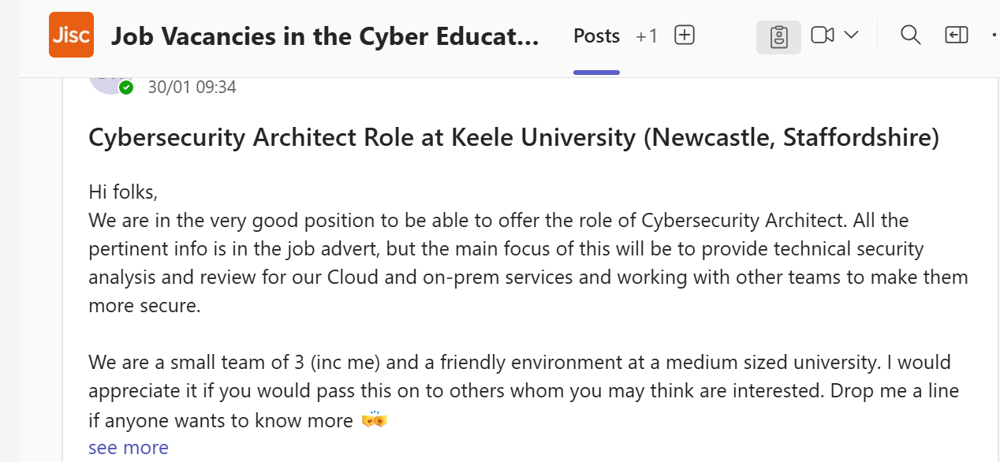 Jisc
Job Vacancies in the Cyber Educat...
Posts +1
30/01 09:34
Cybersecurity Architect Role at Keele University (Newcastle, Staffordshire)
Hi folks,
We are in the very good position to be able to offer the role of Cybersecurity Architect. All the
pertinent info is in the job advert, but the main focus of this will be to provide technical security
analysis and review for our Cloud and on-prem services and working with other teams to make them
more secure.
We are a small team of 3 (inc me) and a friendly environment at a medium sized university. I would
appreciate it if you would pass this on to others whom you may think are interested. Drop me a line
if anyone wants to know more
see more